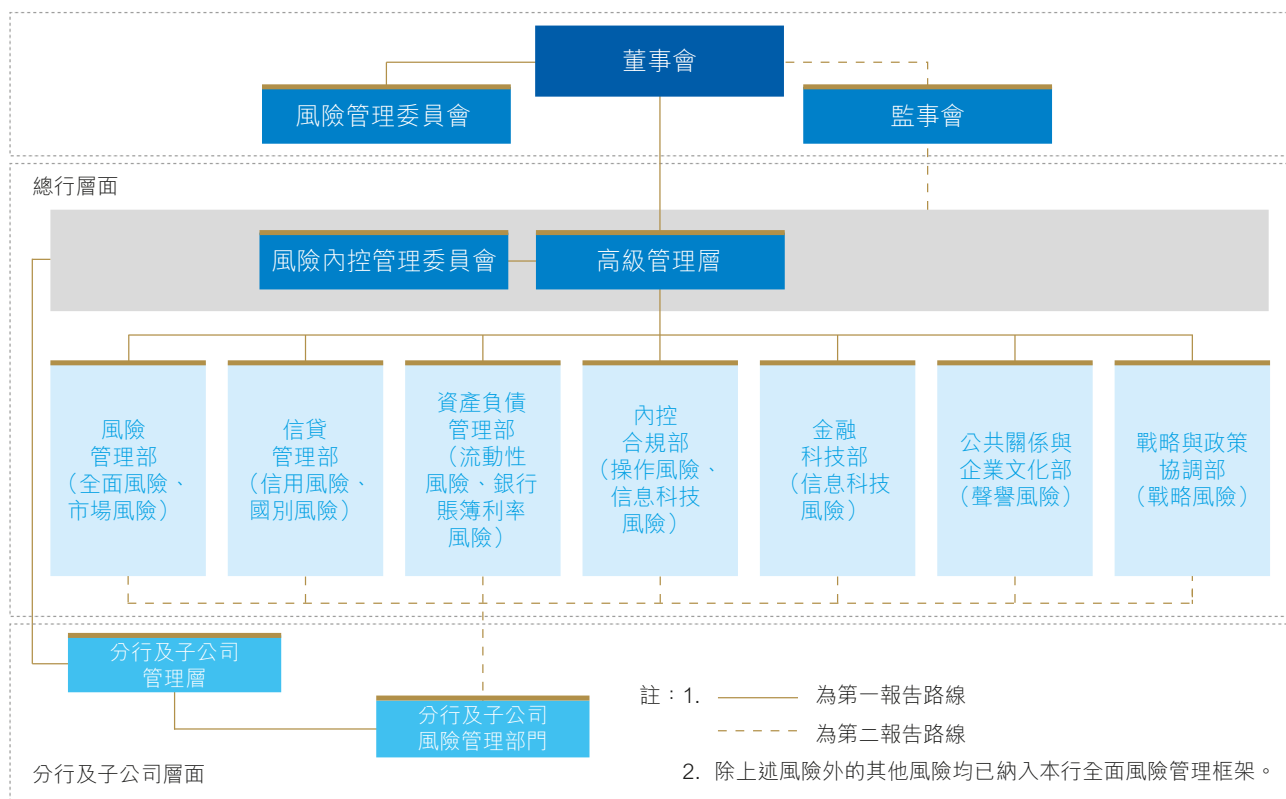 董事會
風險管理委員會
監事會
總行層面
風險內控管理委員會
高級管理層
風險
管理部
（全面風險、
市場風險）
信貸
管理部
（信用風險、
國別風險）
資產負債
管理部
（流動性
風險、銀行
賬簿利率
風險）
內控
合規部
（操作風險、
信息科技
風險）
金融
科技部
（信息科技
風險）
公共關係與
企業文化部
（聲譽風險）
戰略與政策
協調部
（戰略風險）
分行及子公司
管理層
分行及子公司
風險管理部門
分行及子公司層面
註：1. 為第一報告路線
為第二報告路線
2. 除上述風險外的其他風險均已納入本行全面風險管理框架。